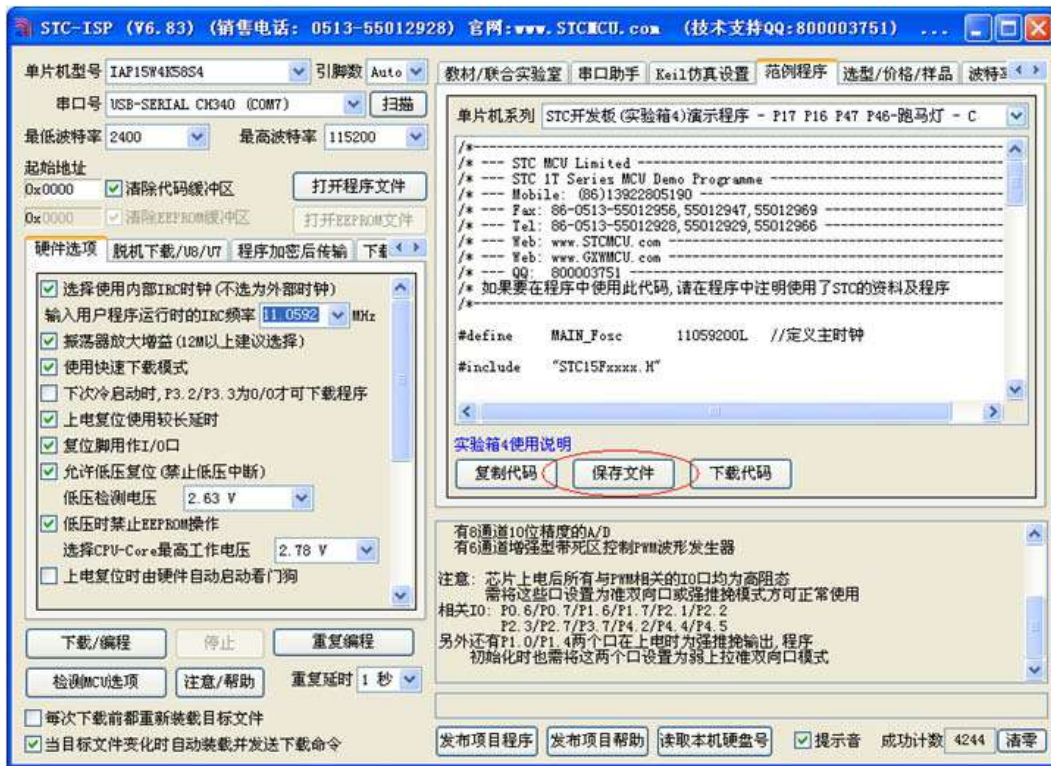 STC-ISP (V6.83) (销售电话: 0513-55012928) 官网:www.STCMCU.com (技术支持QQ:800003751) ...
单片机型号 IAP15W4K58S4 引脚数 Auto
串口号 USB-SERIAL CH340 (COM7) 扫描
最低波特率 2400 最高波特率 115200
起始地址
0x0000 清除代码缓冲区 打开程序文件
0x0000 清除EEPROM缓冲区 打开EEPROM文件
硬件选项 脱机下载/U8/U7 程序加密后传输 下载
选择使用内部IRC时钟(不选为外部时钟)
输入用户程序运行时的IRC频率 11.0592 MHz
振荡器放大增益(12M以上建议选择)
使用快速下载模式
下次冷启动时,P3.2/P3.3为0/0才可下载程序
上电复位使用较长延时
复位脚用作I/O口
允许低压复位(禁止低压中断)
低压检测电压 2.63 V
低压时禁止EEPROM操作
选择CPU-Core最高工作电压 2.78 V
上电复位时由硬件自动启动看门狗
下载/编程 停止 重复编程
检测MCU选项 注意/帮助 重复延时 1 秒
每次下载前都重新装载目标文件
当目标文件变化时自动装载并发送下载命令
教材/联合实验室 串口助手 Keil仿真设置 范例程序 选型/价格/样品 波特率
单片机系列 STC开发板(实验箱4)演示程序 - P17 P16 P47 P46-跑马灯 - C
/*------------------------------------------------------------------
/* --- STC MCU Limited ---------------------------------------------
/* --- STC 1T Series MCU Demo Programme ----------------------------
/* --- Mobile: (86)13922805190 -------------------------------------
/* --- Fax: 86-0513-55012956,55012947,55012969 ---------------------
/* --- Tel: 86-0513-55012928,55012929,55012966 ---------------------
/* --- Web: www.STCMCU.com -----------------------------------------
/* --- Web: www.GXWMCU.com -----------------------------------------
/* --- QQ: 800003751 -----------------------------------------------
/* 如果要在程序中使用此代码,请在程序中注明使用了STC的资料及程序
/*------------------------------------------------------------------
#define MAIN_Fosc 11059200L //定义主时钟
#include "STC15Fxxxx.H"
实验箱4使用说明
复制代码 保存文件 下载代码
有8通道10位精度的A/D
有6通道增强型带死区控制PWM波形发生器
注意: 芯片上电后所有与PWM相关的IO口均为高阻态
需将这些口设置为准双向口或强推挽模式方可正常使用
相关IO: P0.6/P0.7/P1.6/P1.7/P2.1/P2.2
P2.3/P2.7/P3.7/P4.2/P4.4/P4.5
另外还有P1.0/P1.4两个口在上电时为强推挽输出,程序
初始化时也需将这两个口设置为弱上拉准双向口模式
发布项目程序 发布项目帮助 读取本机硬盘号 提示音 成功计数 4244 清零